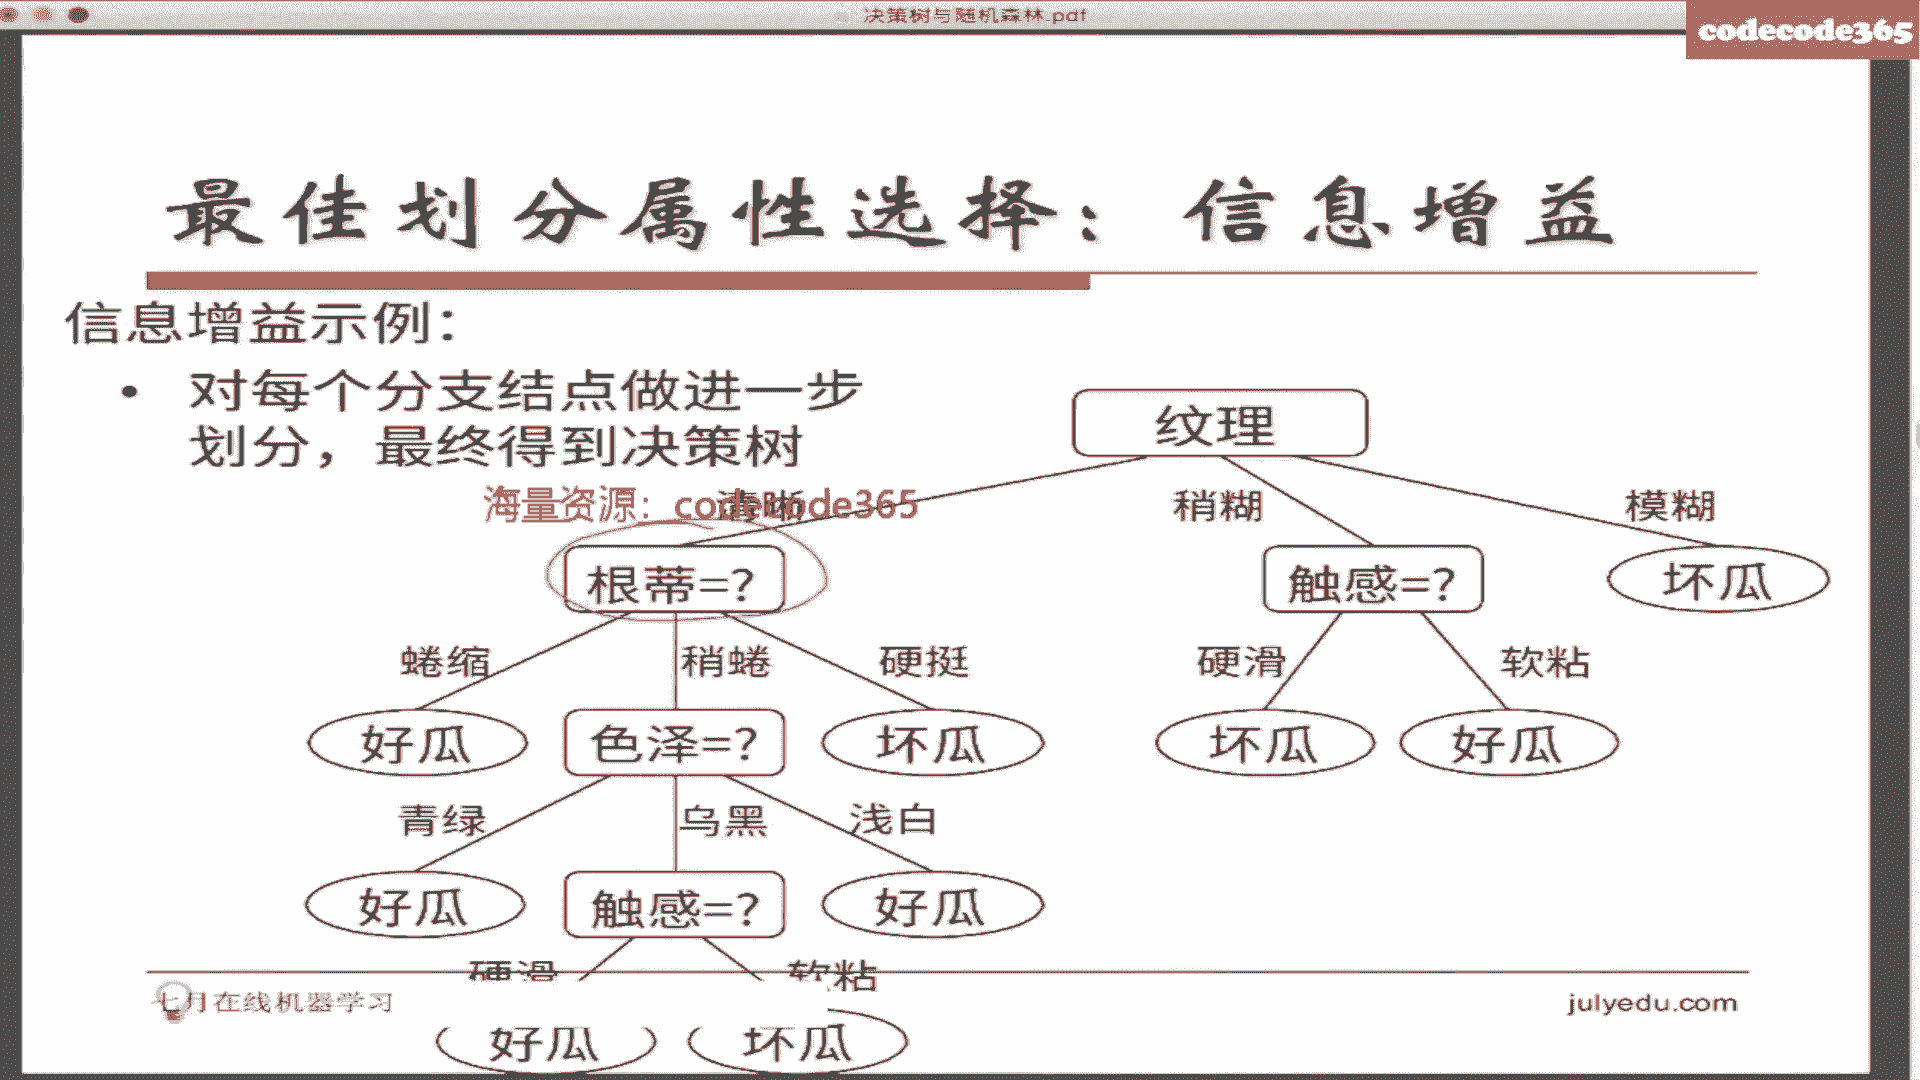 决策树与随机森林.pdf
codecode365
最佳划分属性选择：信息增益
信息增益示例：
• 对每个分支结点做进一步
划分，最终得到决策树
纹理
海量资源：codecode365
清晰
稍糊
模糊
根蒂=?
触感=?
坏瓜
蜷缩
稍蜷
硬挺
硬滑
软粘
好瓜
色泽=?
坏瓜
坏瓜
好瓜
青绿
乌黑
浅白
好瓜
触感=?
好瓜
硬滑
软粘
七月在线机器学习
julyedu.com
好瓜
坏瓜